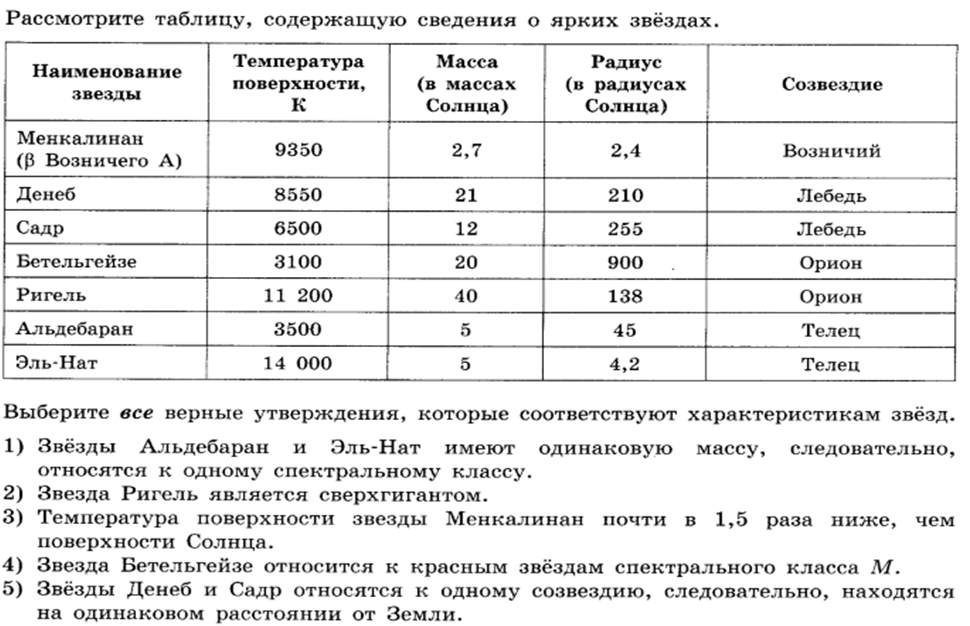 Рассмотрите таблицу, содержащую сведения о ярких звёздах.
Наименование звезды | Температура поверхности, К | Масса (в массах Солнца) | Радиус (в радиусах Солнца) | Созвездие
Менкалинан (β Возничего А) | 9350 | 2,7 | 2,4 | Возничий
Денеб | 8550 | 21 | 210 | Лебедь
Садр | 6500 | 12 | 255 | Лебедь
Бетельгейзе | 3100 | 20 | 900 | Орион
Ригель | 11 200 | 40 | 138 | Орион
Альдебаран | 3500 | 5 | 45 | Телец
Эль-Нат | 14 000 | 5 | 4,2 | Телец
Выберите все верные утверждения, которые соответствуют характеристикам звёзд.
1) Звёзды Альдебаран и Эль-Нат имеют одинаковую массу, следовательно,
относятся к одному спектральному классу.
2) Звезда Ригель является сверхгигантом.
3) Температура поверхности звезды Менкалинан почти в 1,5 раза ниже, чем
поверхности Солнца.
4) Звезда Бетельгейзе относится к красным звёздам спектрального класса M.
5) Звёзды Денеб и Садр относятся к одному созвездию, следовательно, находятся
на одинаковом расстоянии от Земли.